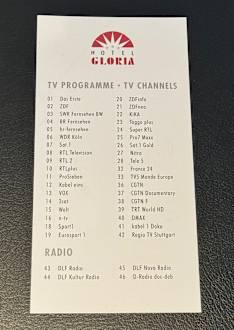 HOTEL
GLORIA
TV PROGRAMME · TV CHANNELS
01 Das Erste
02 ZDF
03 SWR Fernsehen BW
04 BR Fernsehen
05 hr-fernsehen
06 WDR Köln
07 Sat.1
08 RTL Television
09 RTL 2
10 RTLplus
11 ProSieben
12 Kabel eins
13 VOX
14 3sat
15 Welt
16 n-tv
18 Sport1
19 Eurosport 1
20 ZDFinfo
21 ZDFneo
22 KiKA
23 Toggo plus
24 Super RTL
25 Pro7 Maxx
26 Sat.1 Gold
27 Nitro
28 Tele 5
32 France 24
33 TV5 Monde Europe
36 CGTN
37 CGTN Documentary
38 CGTN F
39 TRT World HD
40 DMAX
41 kabel 1 Doku
42 Regio TV Stuttgart
RADIO
43 DLF Radio
44 DLF Kultur Radio
45 DLF Nova Radio
46 D-Radio doc-deb